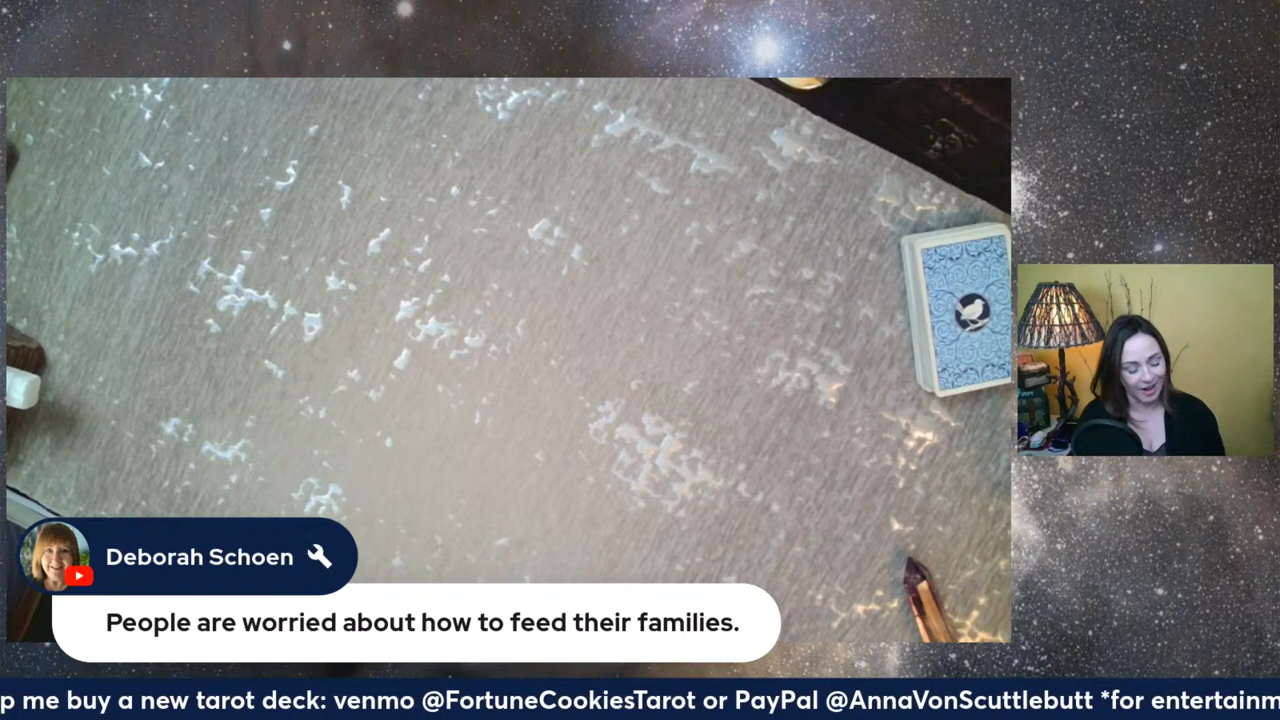 Deborah Schoen
People are worried about how to feed their families.
p me buy a new tarot deck: venmo @FortuneCookiesTarot or PayPal @AnnaVonScuttlebutt *for entertainm